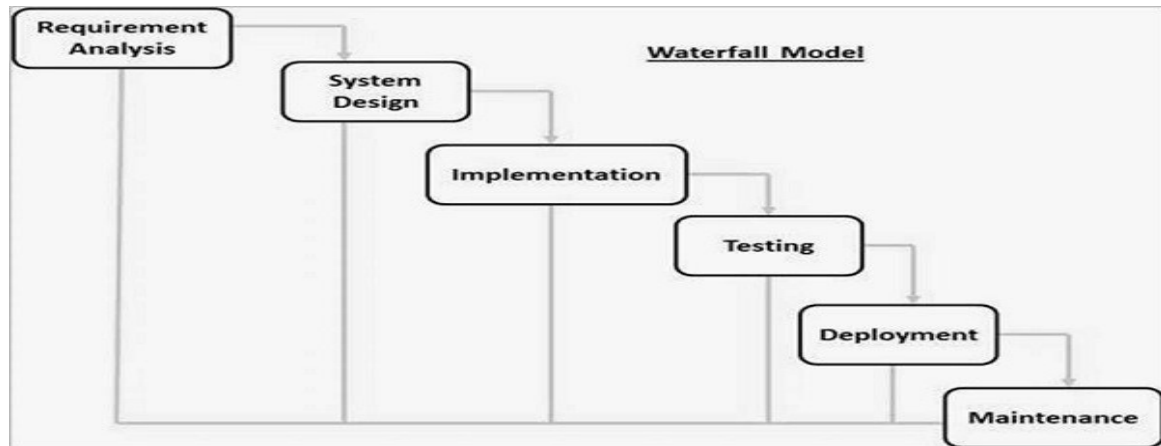 Requirement
Analysis
Waterfall Model
System
Design
Implementation
Testing
Deployment
Maintenance